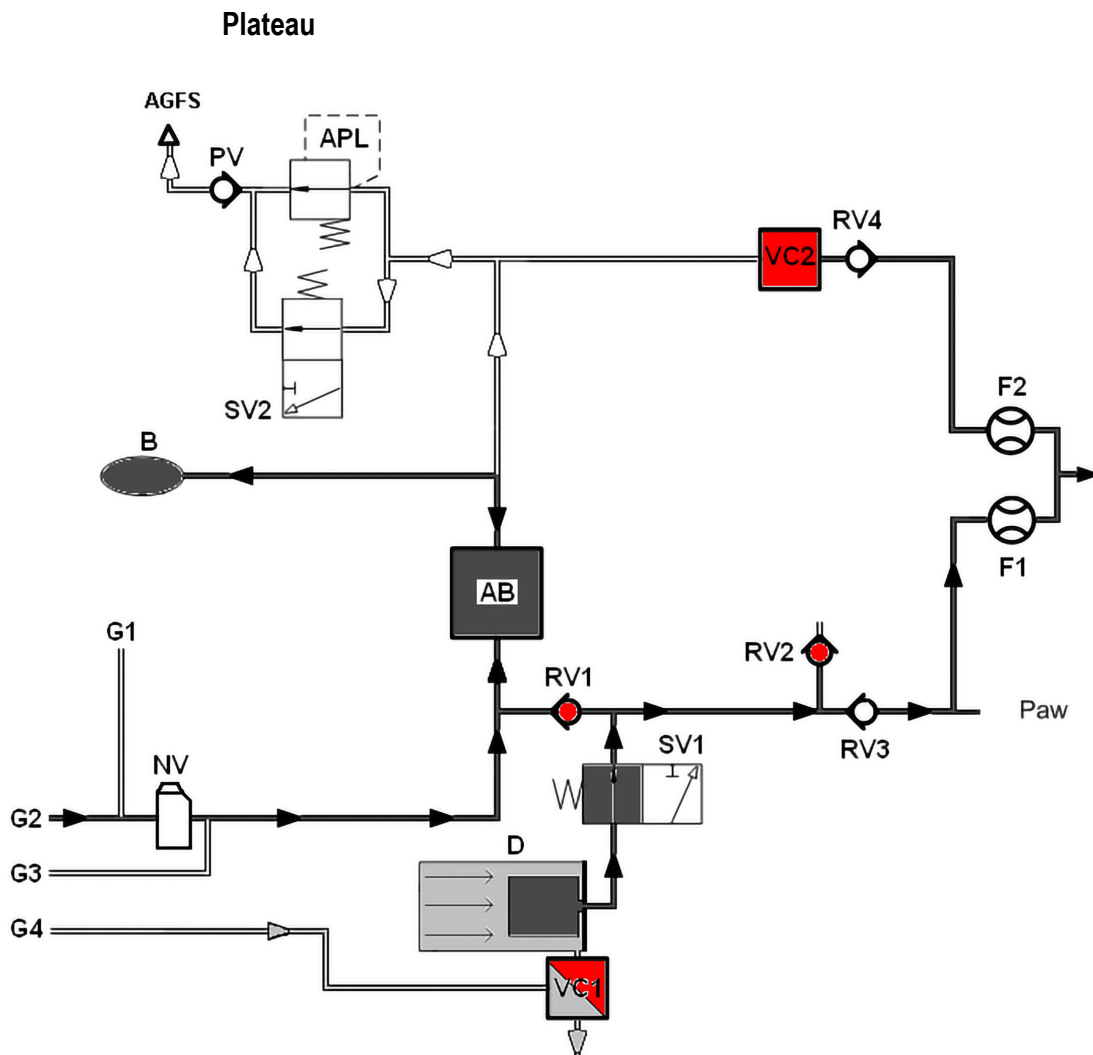 Plateau
AGFS
PV
APL
RV4
VC2
SV2
F2
B
F1
AB
G1
RV1
RV2
Paw
RV3
SV1
NV
G2
D
G3
G4
VC1